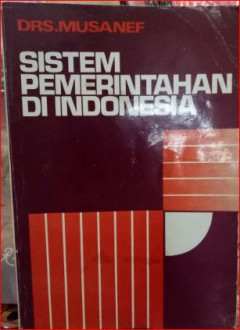 DRS.MUSANEF
SISTEM
PEMERINTAHAN
DI INDONESIA